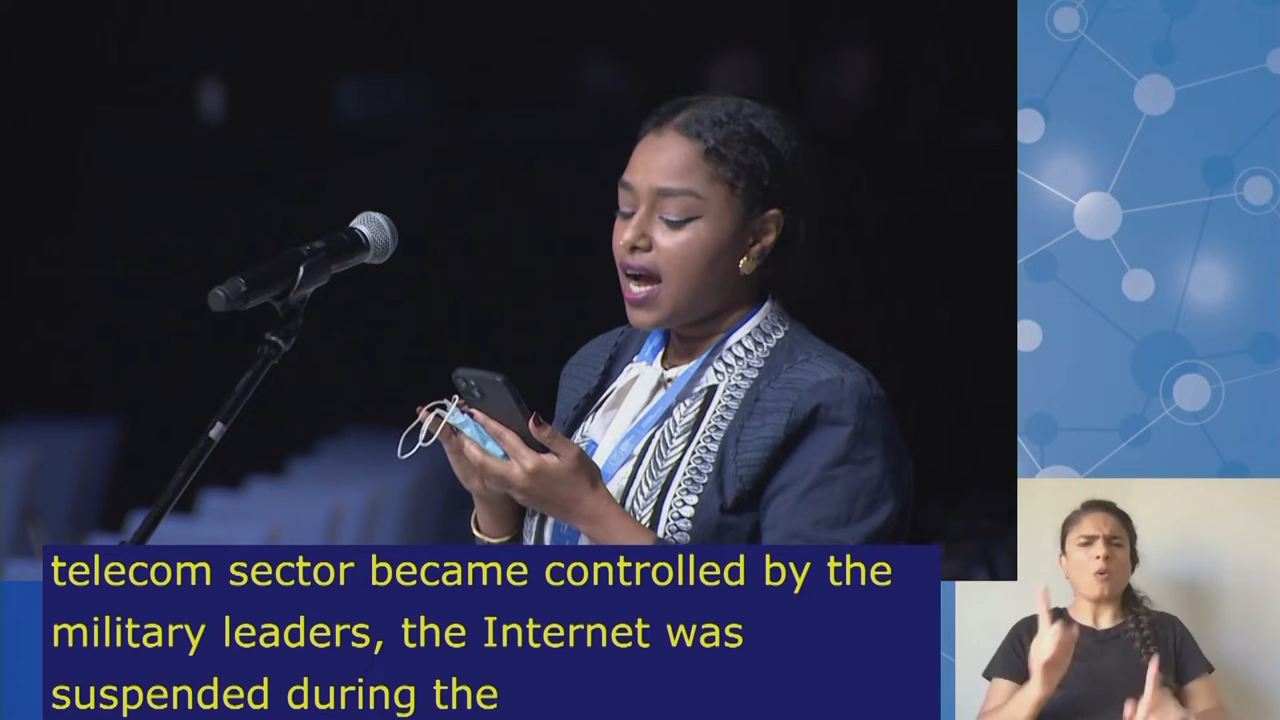 telecom sector became controlled by the
military leaders, the Internet was
suspended during the